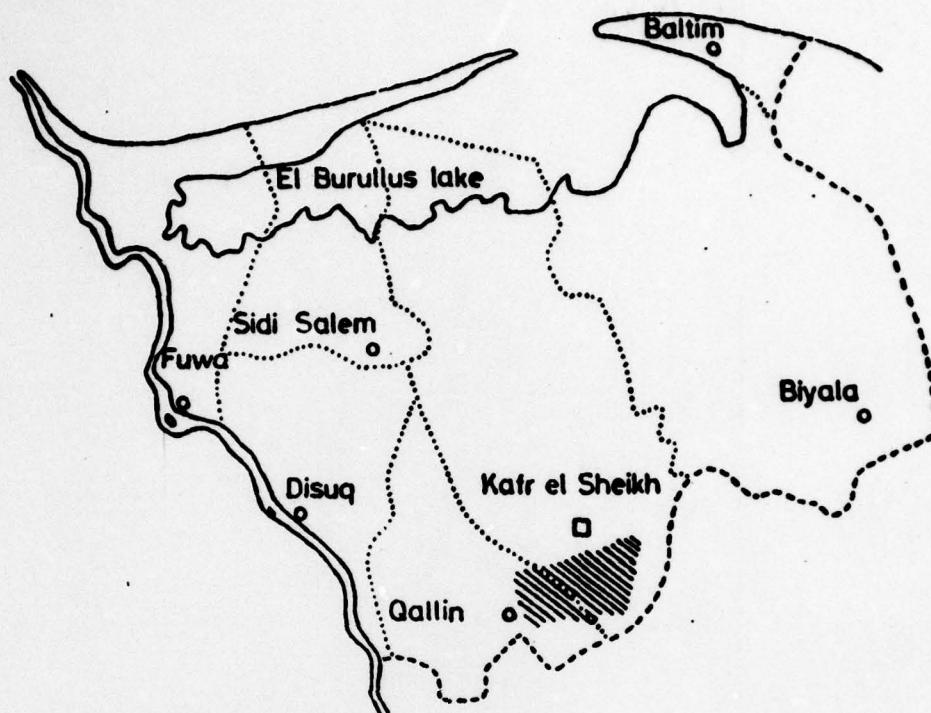 Baltim
El Burullus lake
Sidi Salem
Fuwa
Biyala
Kafr el Sheikh
Disuq
Qallin